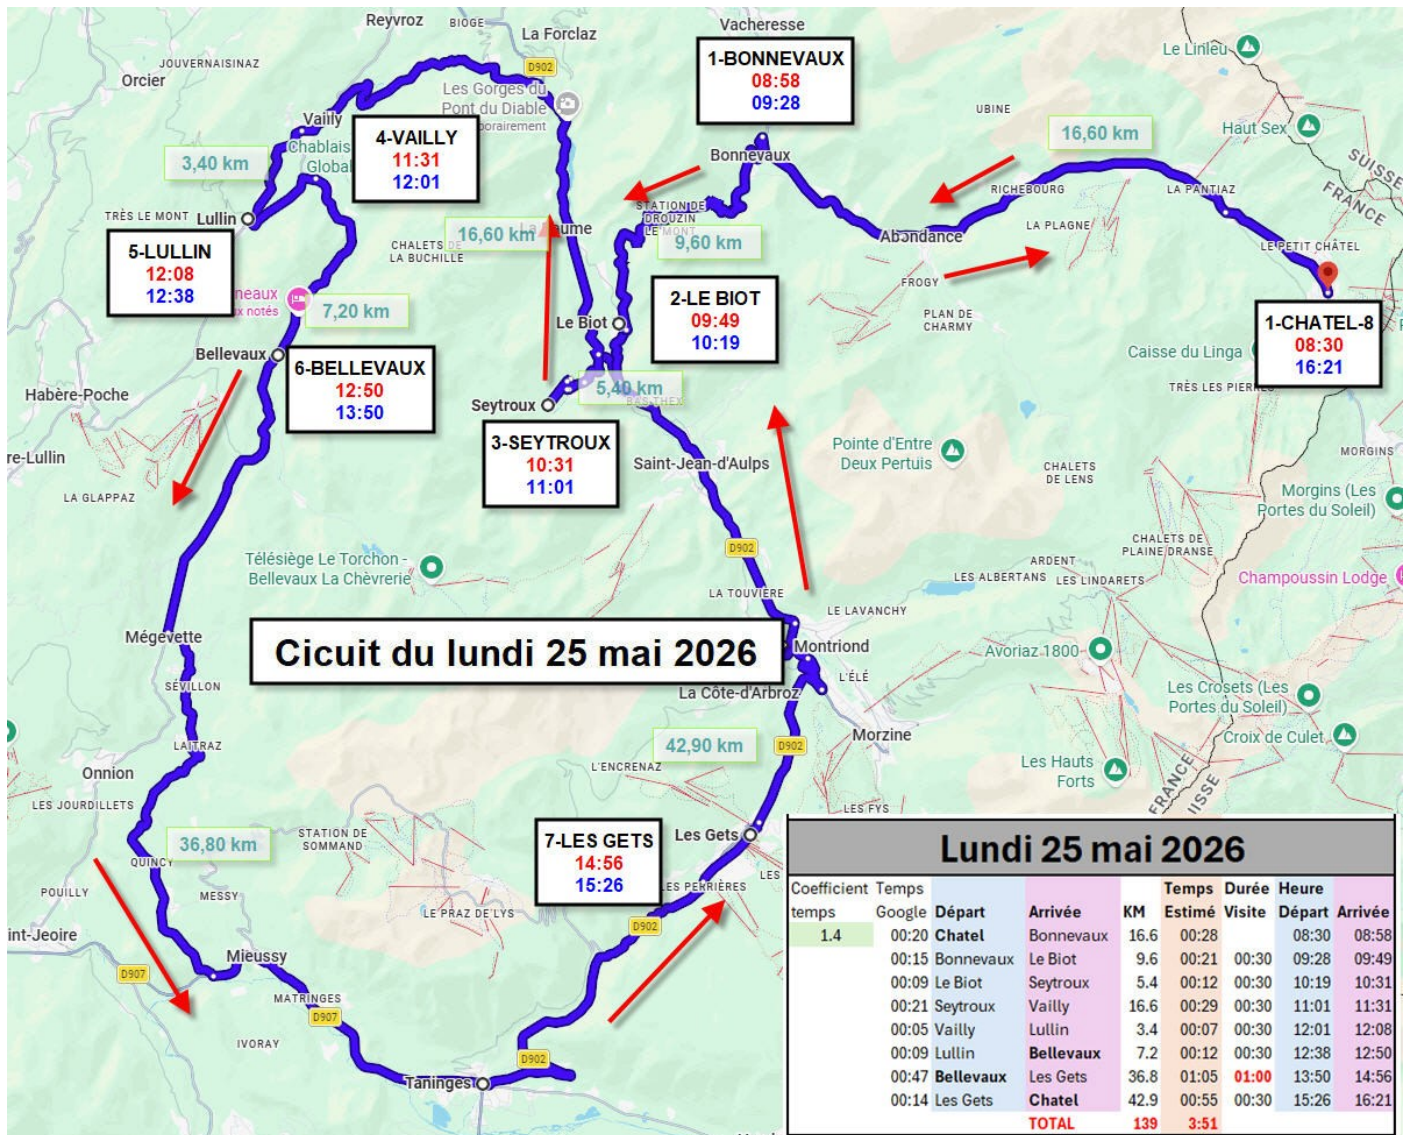 Reyvroz
BIOGE
La Forclaz
Vacheresse
Le Linleu
JOUVERNAISINAZ
Orcier
D902
Les Gorges du
Pont du Diable
porairement
1-BONNEVAUX
08:58
09:28
UBINE
Haut Sex
16,60 km
Vailly
Chablais
Global
4-VAILLY
11:31
12:01
3,40 km
Bonnevaux
SUISSE
FRANCE
RICHEBOURG
LA PANTIAZ
TRÈS LE MONT
Lullin
STATION DE
DROUZIN
LE MONT
LA PLAGNE
16,60 km
CHALETS DE
LA BUCHILLE
9,60 km
Abondance
LE PETIT CHÂTEL
5-LULLIN
12:08
12:38
FROGY
neaux
x notés
7,20 km
2-LE BIOT
09:49
10:19
Le Biot
PLAN DE
CHARMY
1-CHATEL-8
08:30
16:21
Bellevaux
Caisse du Linga
6-BELLEVAUX
12:50
13:50
TRÈS LES PIERRES
Habère-Poche
5,40 km
BAS THEX
Seytroux
3-SEYTROUX
10:31
11:01
Pointe d'Entre
Deux Pertuis
MORGINS
re-Lullin
Saint-Jean-d'Aulps
CHALETS
DE LENS
LA GLAPPAZ
Morgins (Les
Portes du Soleil)
D902
CHALETS DE
PLAINE DRANSE
Télésiège Le Torchon -
Bellevaux La Chèvrerie
ARDENT
LES ALBERTANS
LES LINDARETS
Champoussin Lodge
LA TOUVIÈRE
LE LAVANCHY
Mégevette
Cicuit du lundi 25 mai 2026
Montriond
Avoriaz 1800
L'ÉLÉ
SÉVILLON
La Côte-d'Arbroz
Les Crosets (Les
Portes du Soleil)
LAITRAZ
42,90 km
D902
Morzine
Croix de Culet
Onnion
L'ENCRENAZ
Les Hauts
Forts
FRANCE
ISSE
LES JOURDILLETS
LES FYS
STATION DE
SOMMAND
36,80 km
7-LES GETS
14:56
15:26
Les Gets
QUINCY
POUILLY
MESSY
LES PERRIÈRES
LES
LE PRAZ DE LYS
int-Jeoire
D902
Mieussy
D907
MATRINGES
D907
IVORAY
D902
Taninges
Lundi 25 mai 2026
Coefficient Temps Temps Durée Heure
temps Google Départ Arrivée KM Estimé Visite Départ Arrivée
1.4 00:20 Chatel Bonnevaux 16.6 00:28 08:30 08:58
00:15 Bonnevaux Le Biot 9.6 00:21 00:30 09:28 09:49
00:09 Le Biot Seytroux 5.4 00:12 00:30 10:19 10:31
00:21 Seytroux Vailly 16.6 00:29 00:30 11:01 11:31
00:05 Vailly Lullin 3.4 00:07 00:30 12:01 12:08
00:09 Lullin Bellevaux 7.2 00:12 00:30 12:38 12:50
00:47 Bellevaux Les Gets 36.8 01:05 01:00 13:50 14:56
00:14 Les Gets Chatel 42.9 00:55 00:30 15:26 16:21
TOTAL 139 3:51